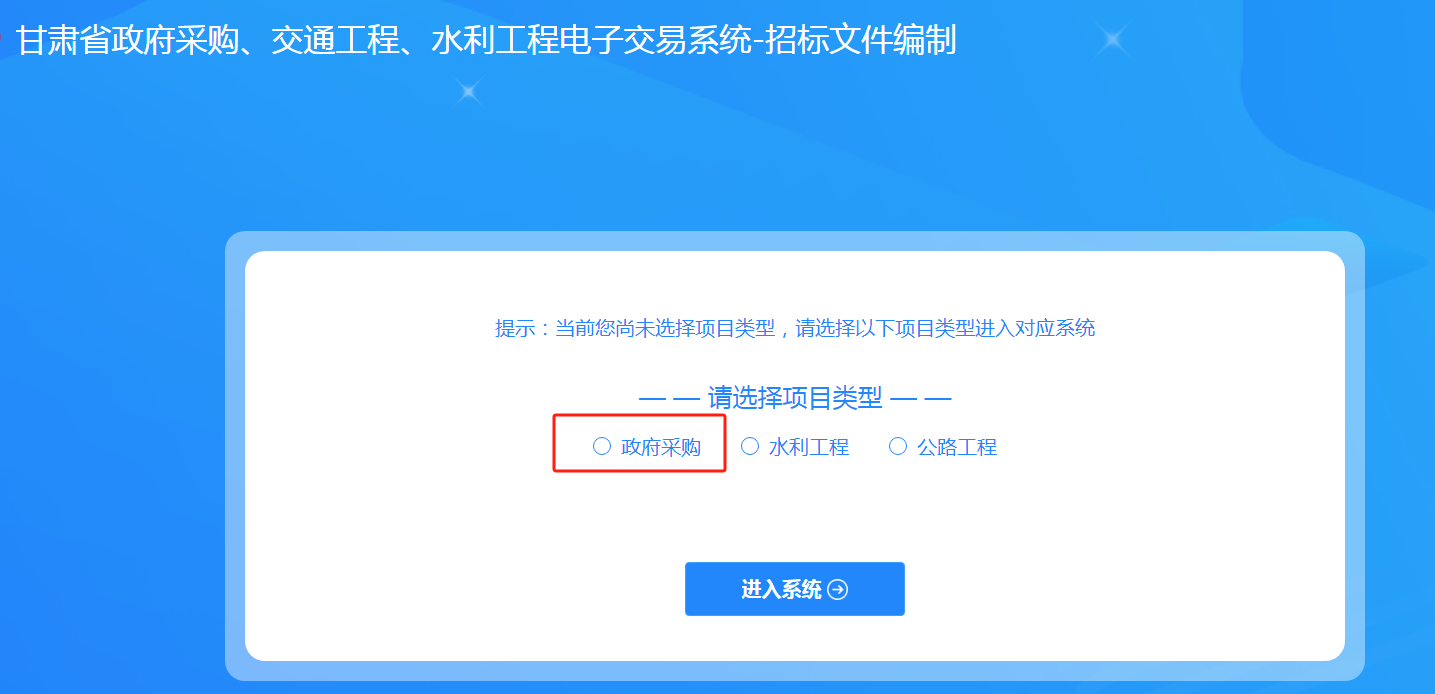 甘肃省政府采购、交通工程、水利工程电子交易系统-招标文件编制
提示：当前您尚未选择项目类型，请选择以下项目类型进入对应系统
— — 请选择项目类型 — —
政府采购 水利工程 公路工程
进入系统